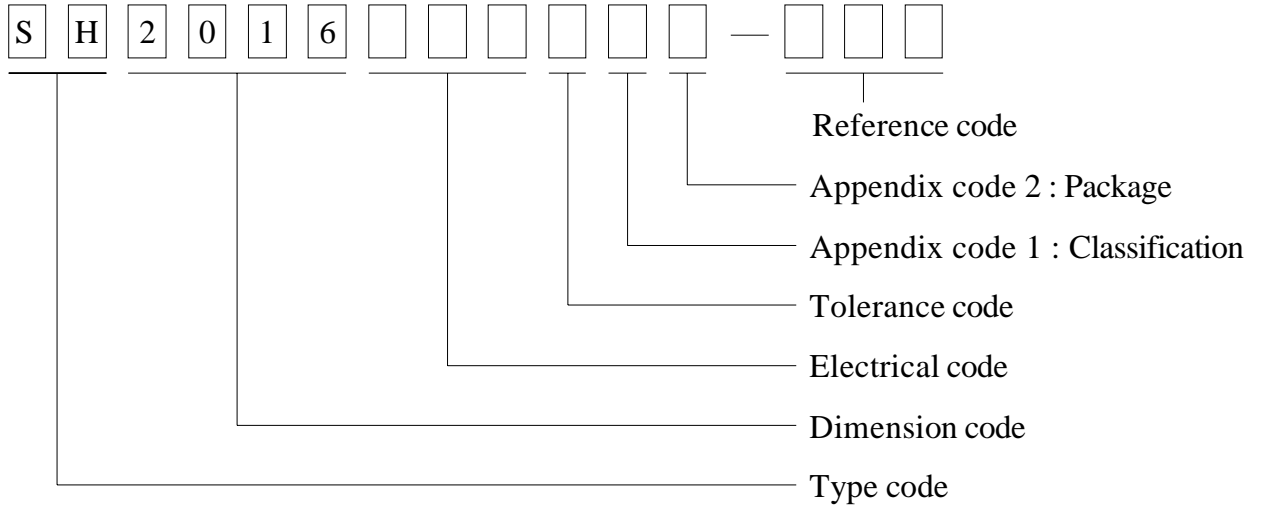 S H 2 0 1 6 —
Reference code
Appendix code 2 : Package
Appendix code 1 : Classification
Tolerance code
Electrical code
Dimension code
Type code